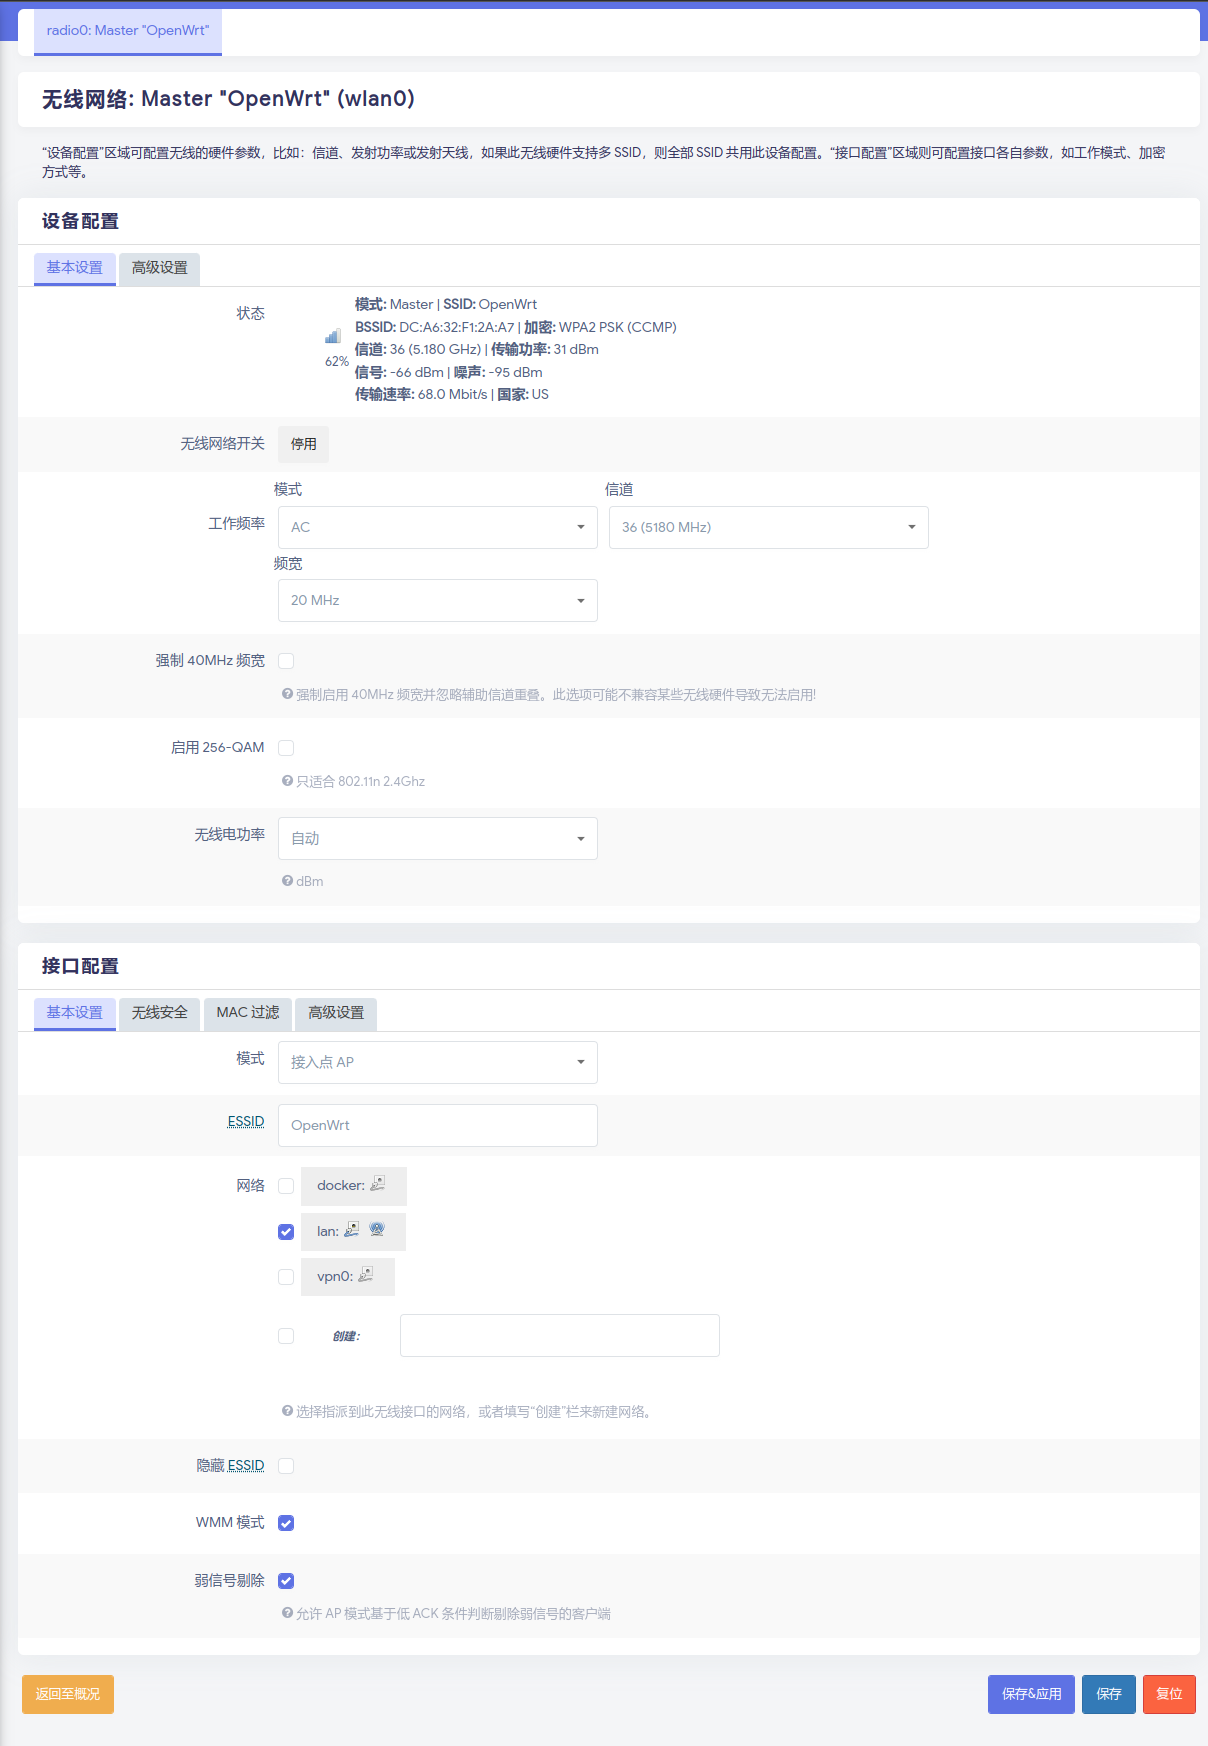 radio0: Master "OpenWrt"
无线网络: Master "OpenWrt" (wlan0)
“设备配置”区域可配置无线的硬件参数，比如：信道、发射功率或发射天线，如果此无线硬件支持多 SSID，则全部 SSID 共用此设备配置。“接口配置”区域则可配置接口各自参数，如工作模式、加密
方式等。
设备配置
基本设置 高级设置
状态
62%
模式: Master | SSID: OpenWrt
BSSID: DC:A6:32:F1:2A:A7 | 加密: WPA2 PSK (CCMP)
信道: 36 (5.180 GHz) | 传输功率: 31 dBm
信号: -66 dBm | 噪声: -95 dBm
传输速率: 68.0 Mbit/s | 国家: US
无线网络开关 停用
模式 信道
工作频率 AC 36 (5180 MHz)
频宽
20 MHz
强制 40MHz 频宽
强制启用 40MHz 频宽并忽略辅助信道重叠。此选项可能不兼容某些无线硬件导致无法启用!
启用 256-QAM
只适合 802.11n 2.4Ghz
无线电功率 自动
dBm
接口配置
基本设置 无线安全 MAC 过滤 高级设置
模式 接入点 AP
ESSID OpenWrt
网络 docker:
lan:
vpn0:
创建：
选择指派到此无线接口的网络，或者填写“创建”栏来新建网络。
隐藏 ESSID
WMM 模式
弱信号剔除
允许 AP 模式基于低 ACK 条件判断剔除弱信号的客户端
返回至概况 保存&应用 保存 复位